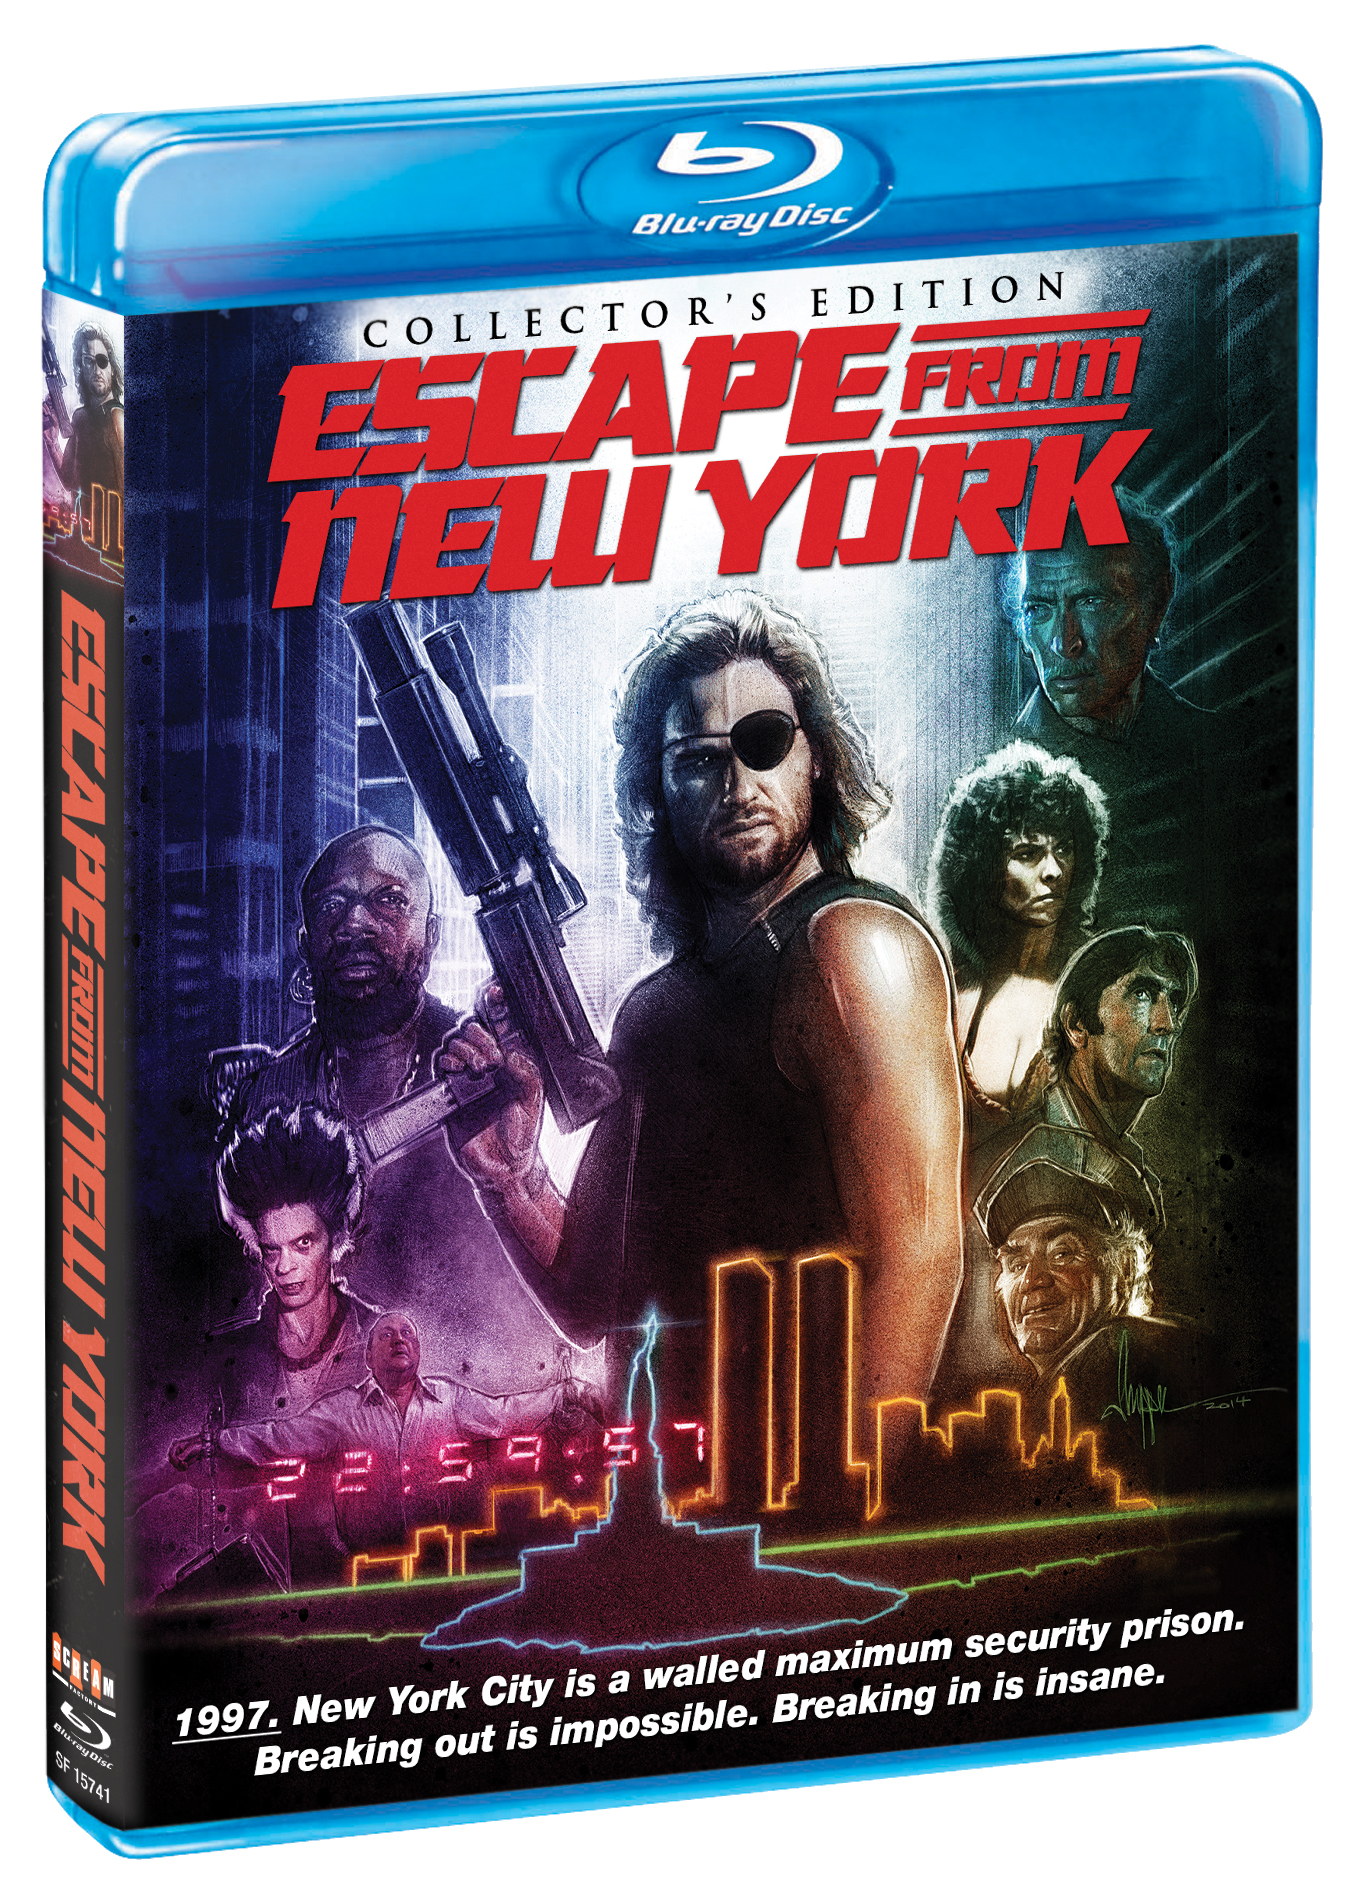 Blu-ray Disc
COLLECTOR'S EDITION
ESCAPE FROM
NEW YORK
22:59:57
2014
1997. New York City is a walled maximum security prison.
Breaking out is impossible. Breaking in is insane.
ESCAPE FROM NEW YORK
SCREAM
FACTORY
Blu-ray Disc
SF 15741